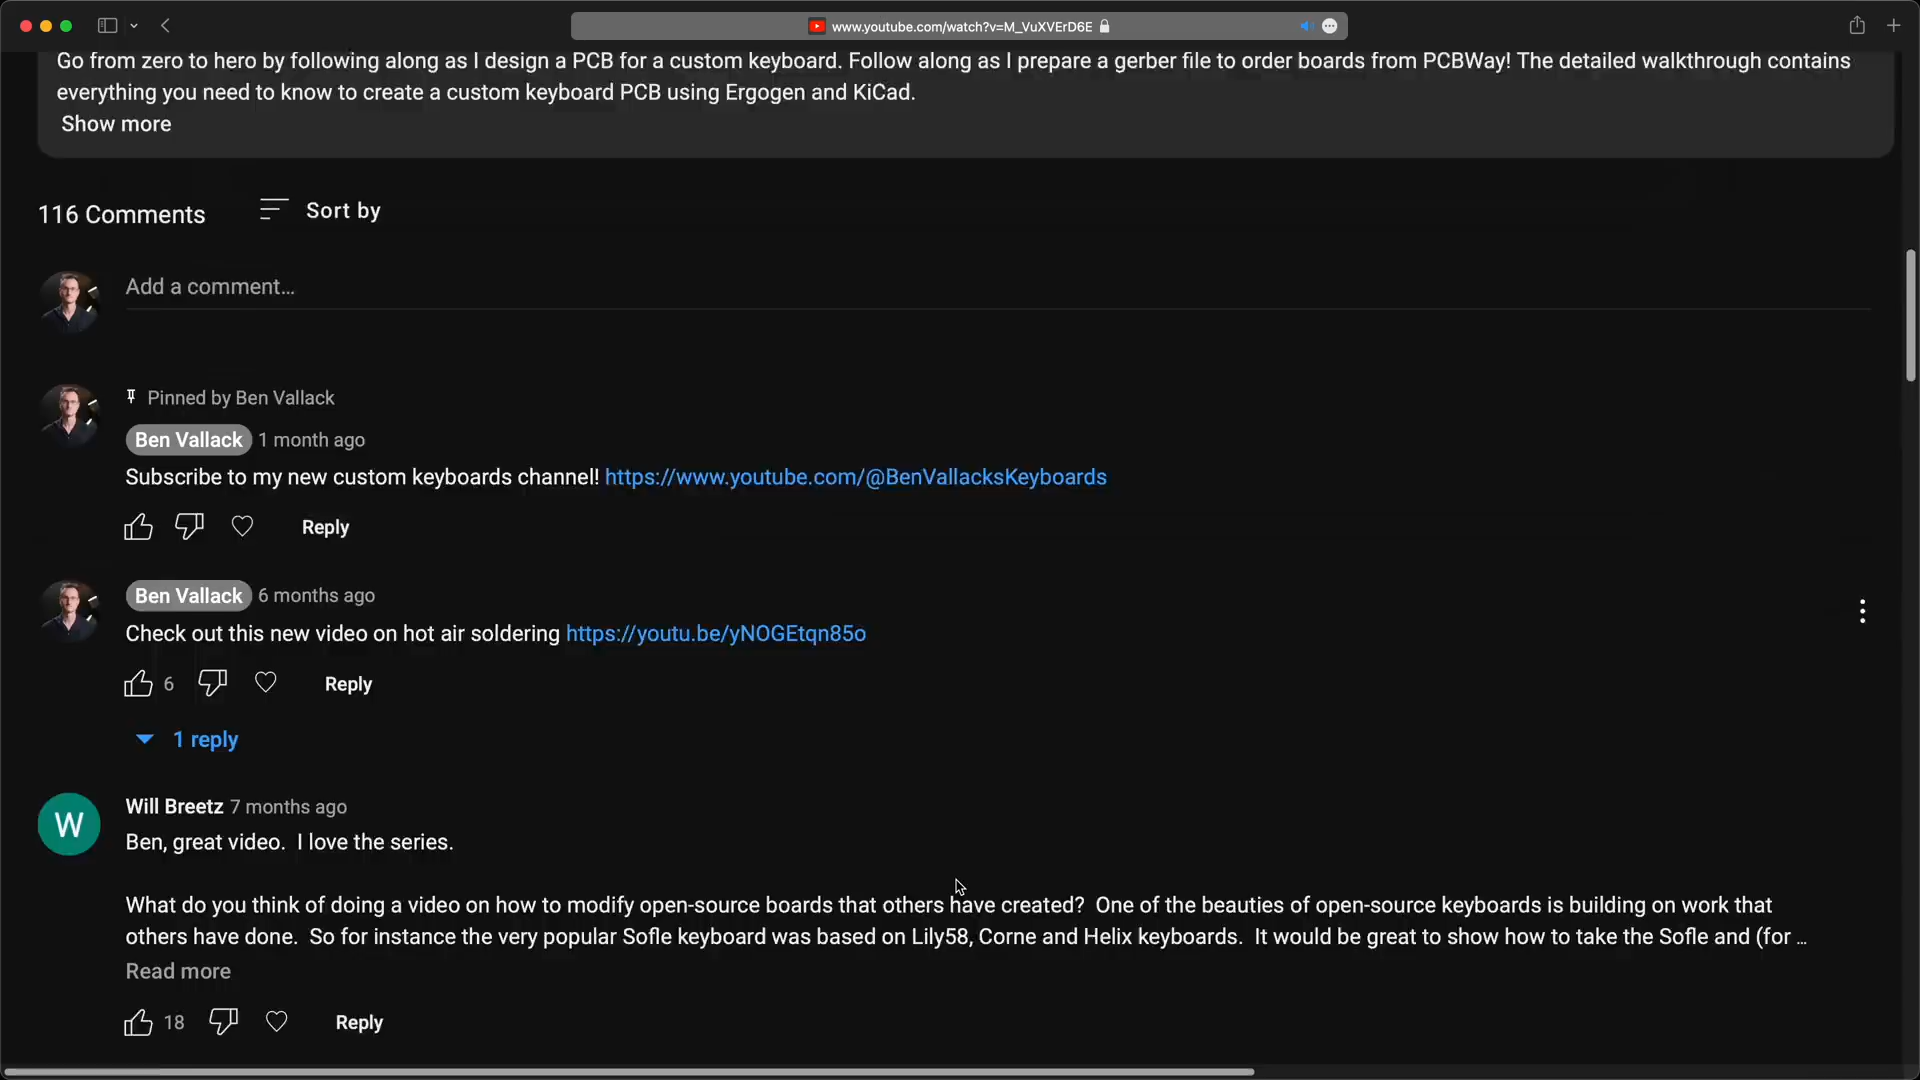 www.youtube.com/watch?v=M_VuXVErD6E
Go from zero to hero by following along as I design a PCB for a custom keyboard. Follow along as I prepare a gerber file to order boards from PCBWay! The detailed walkthrough contains
everything you need to know to create a custom keyboard PCB using Ergogen and KiCad.
Show more
116 Comments
Sort by
Add a comment...
Pinned by Ben Vallack
Ben Vallack 1 month ago
Subscribe to my new custom keyboards channel! https://www.youtube.com/@BenVallacksKeyboards
Reply
Ben Vallack 6 months ago
Check out this new video on hot air soldering https://youtu.be/yNOGEtqn85o
6
Reply
1 reply
W
Will Breetz 7 months ago
Ben, great video.  I love the series.
What do you think of doing a video on how to modify open-source boards that others have created?  One of the beauties of open-source keyboards is building on work that
others have done.  So for instance the very popular Sofle keyboard was based on Lily58, Corne and Helix keyboards.  It would be great to show how to take the Sofle and (for ...
Read more
18
Reply